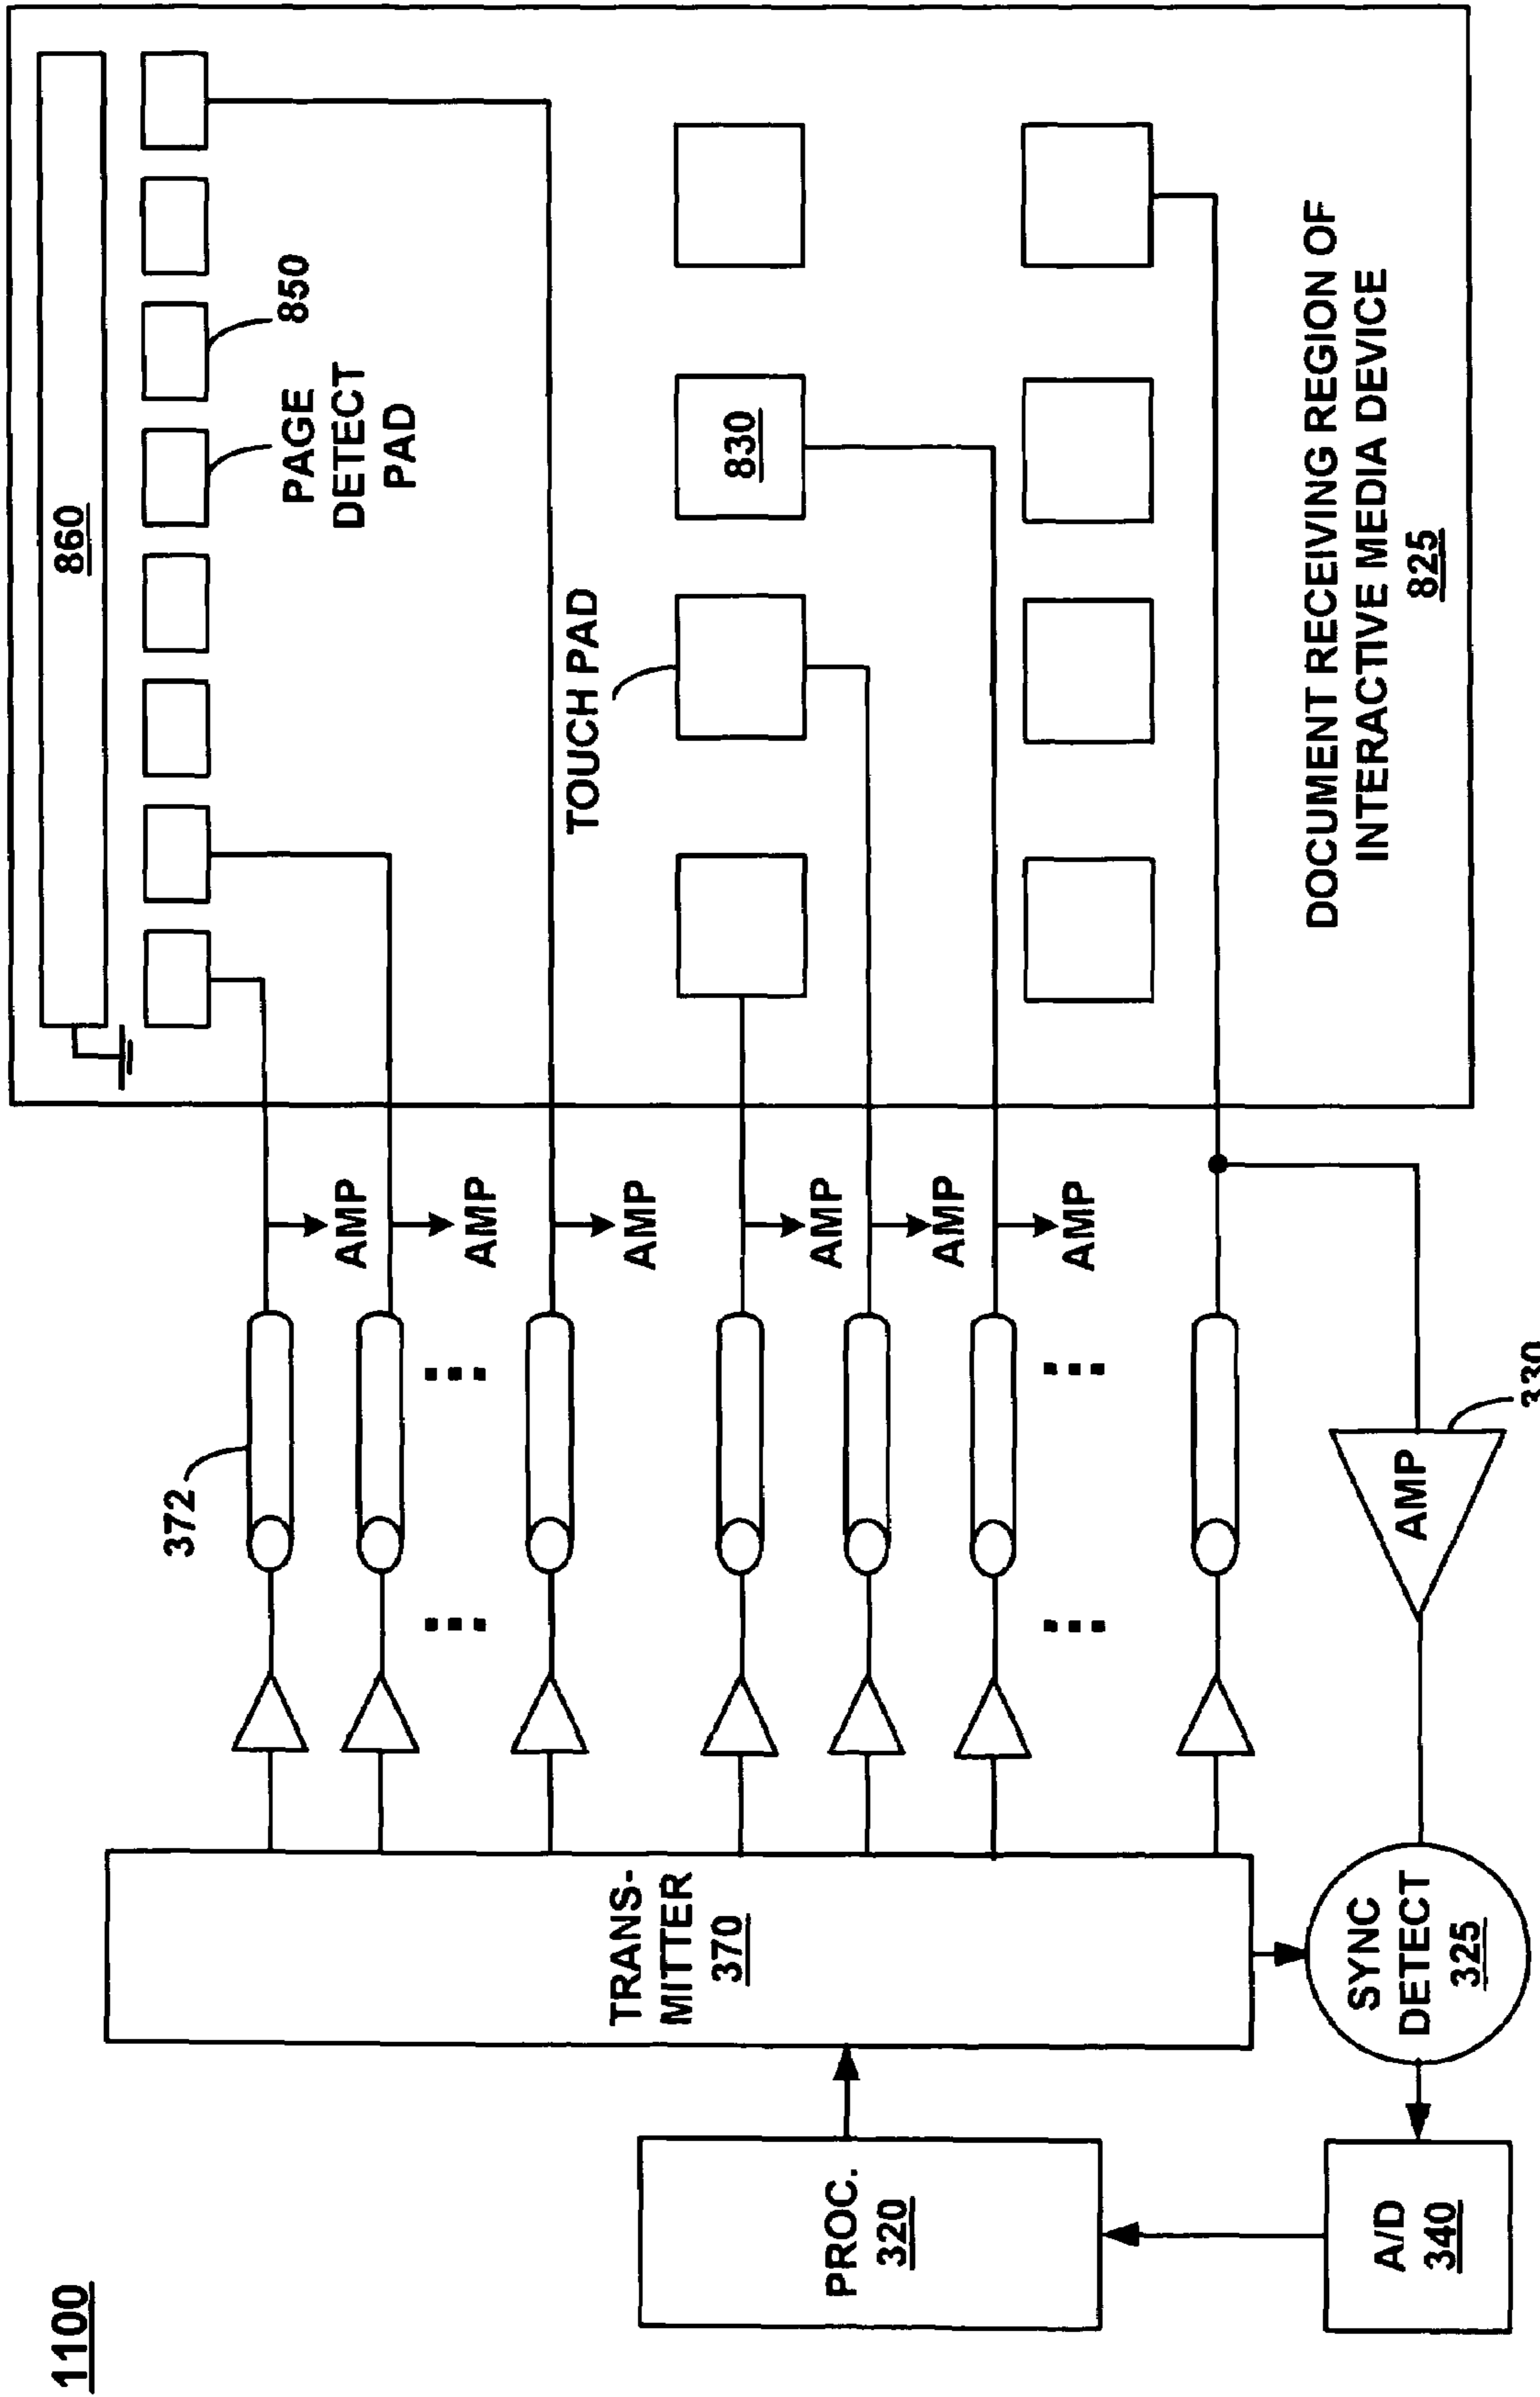 1100
860
850
PAGE
DETECT
PAD
TOUCH PAD
830
DOCUMENT RECEIVING REGION OF
INTERACTIVE MEDIA DEVICE
825
372
AMP
AMP
AMP
AMP
AMP
AMP
TRANS-
MITTER
370
PROC.
320
AMP
330
SYNC
DETECT
325
A/D
340